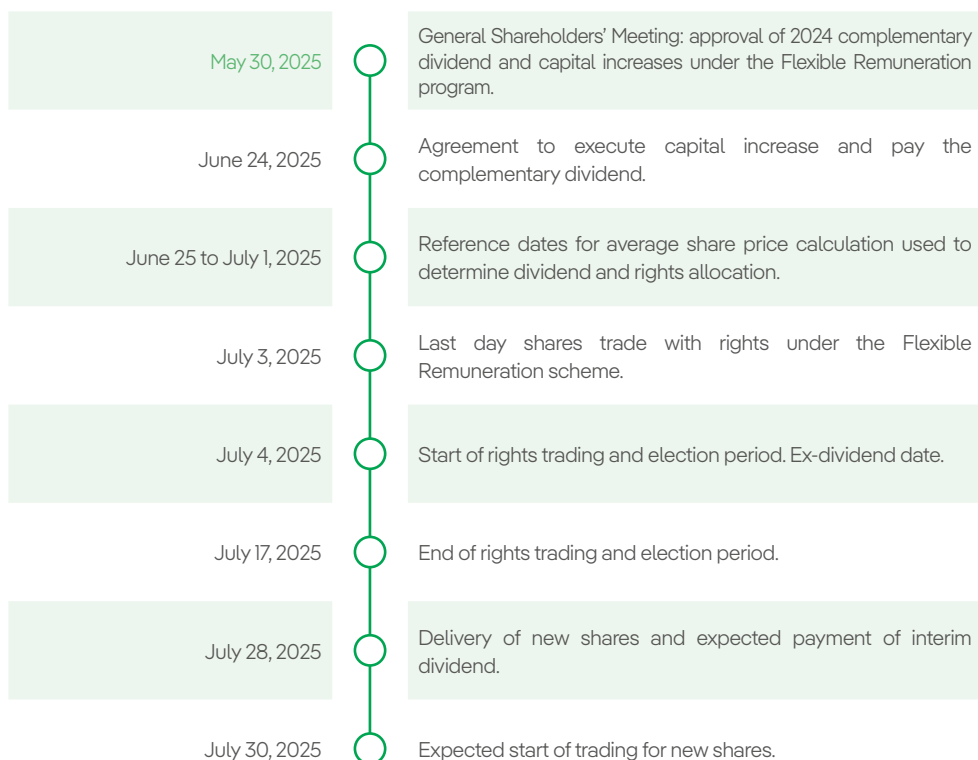 May 30, 2025
General Shareholders’ Meeting: approval of 2024 complementary
dividend and capital increases under the Flexible Remuneration
program.
June 24, 2025
Agreement to execute capital increase and pay the
complementary dividend.
June 25 to July 1, 2025
Reference dates for average share price calculation used to
determine dividend and rights allocation.
July 3, 2025
Last day shares trade with rights under the Flexible
Remuneration scheme.
July 4, 2025
Start of rights trading and election period. Ex-dividend date.
July 17, 2025
End of rights trading and election period.
July 28, 2025
Delivery of new shares and expected payment of interim
dividend.
July 30, 2025
Expected start of trading for new shares.